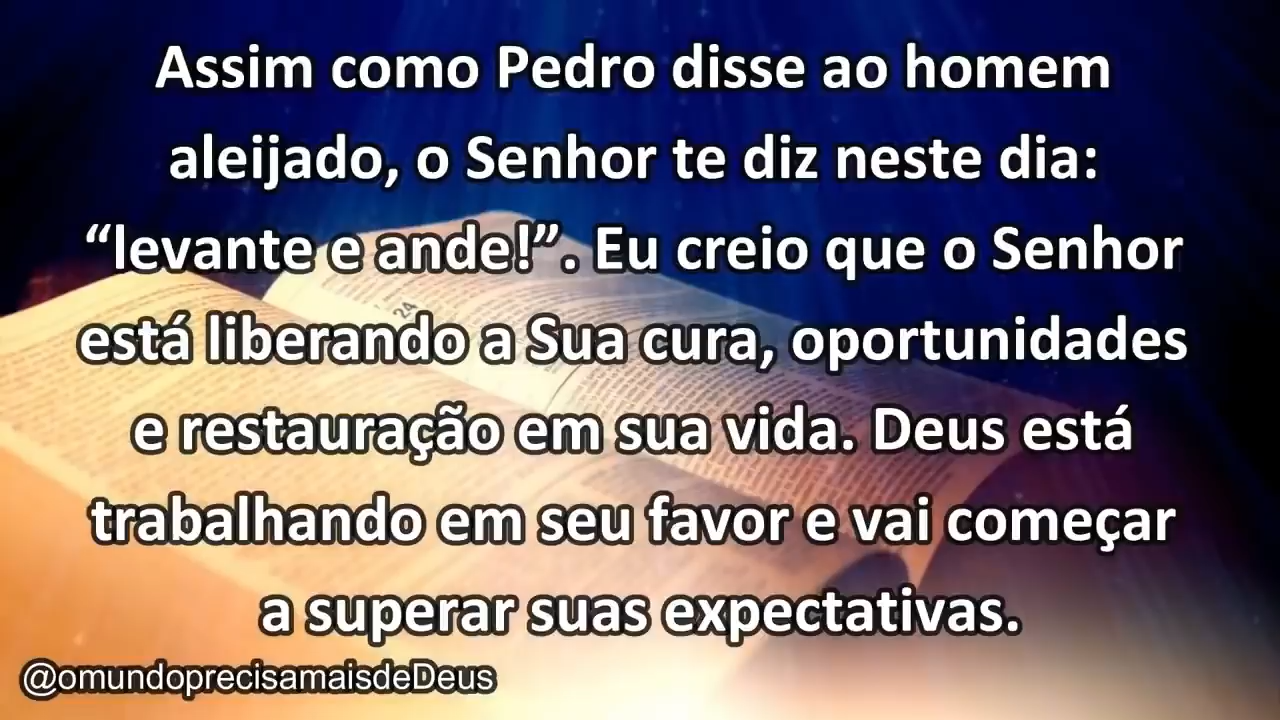 Assim como Pedro disse ao homem
aleijado, o Senhor te diz neste dia:
“levante e ande!”. Eu creio que o Senhor
está liberando a Sua cura, oportunidades
e restauração em sua vida. Deus está
trabalhando em seu favor e vai começar
a superar suas expectativas.
@omundoprecisamaisdeDeus
24